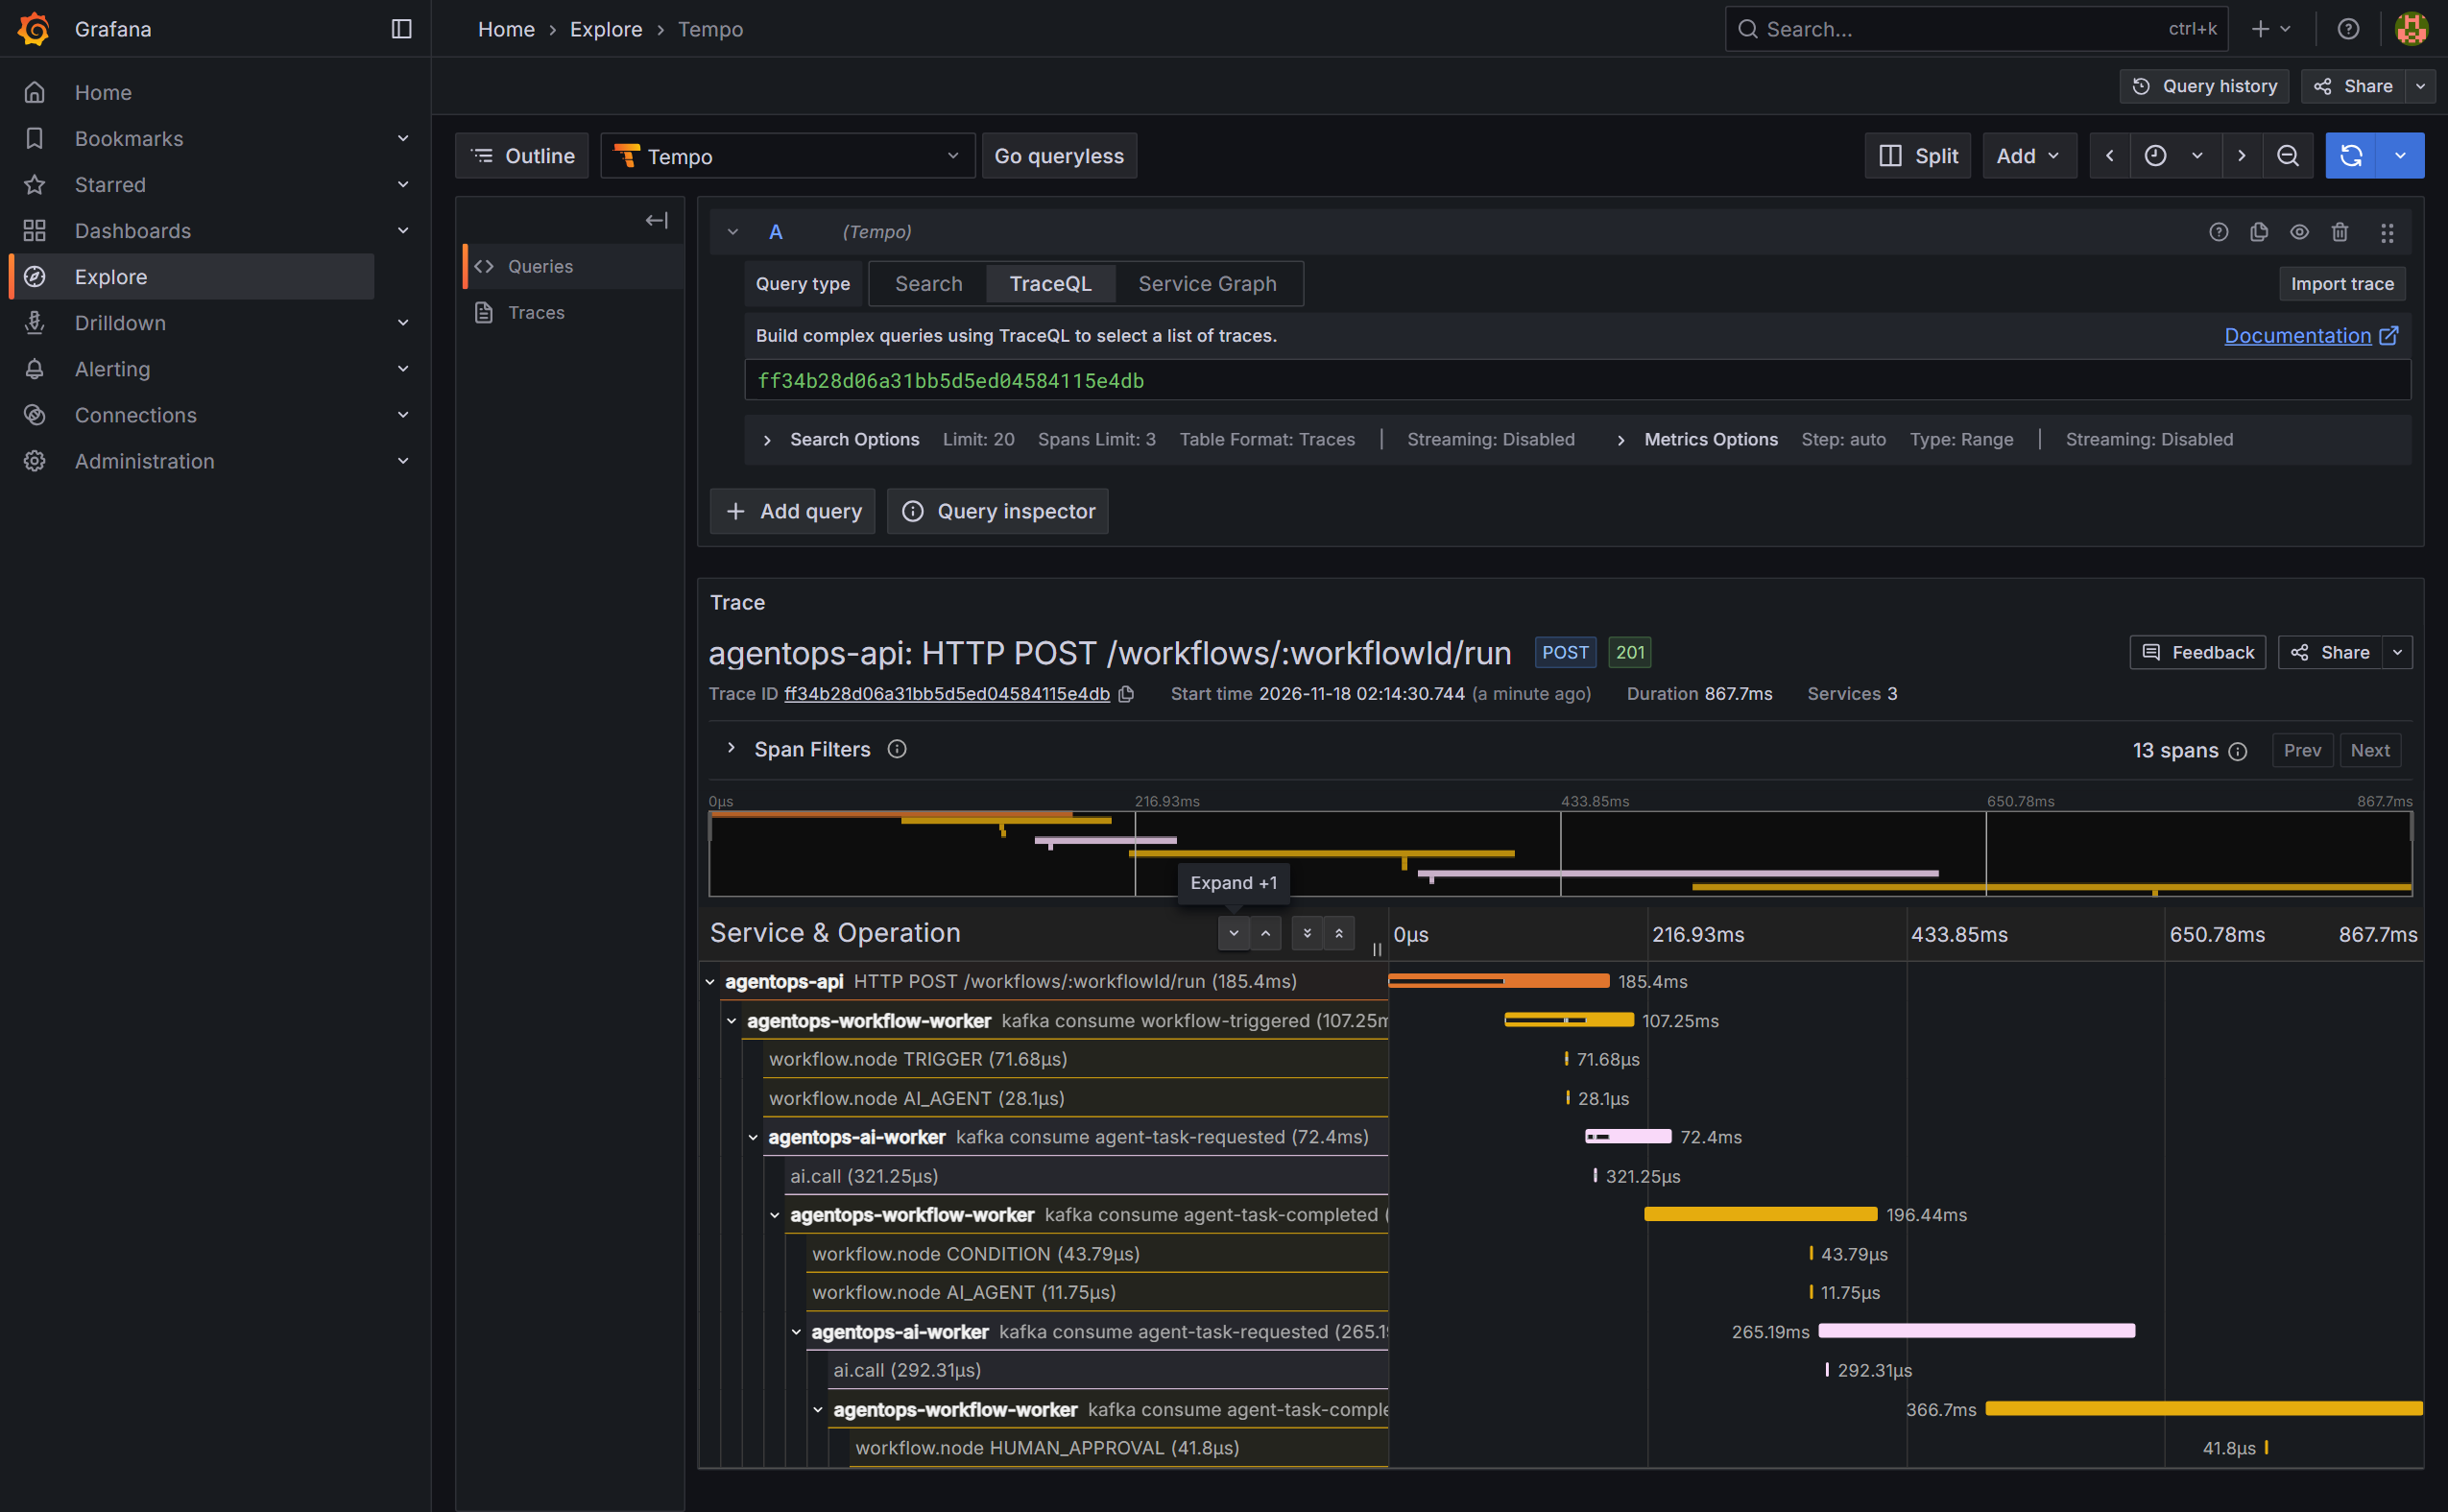 Grafana
Home › Explore › Tempo
Search... ctrl+k
Query history
Share
Home
Bookmarks
Starred
Dashboards
Explore
Drilldown
Alerting
Connections
Administration
Outline
Tempo
Go queryless
Split
Add
Queries
Traces
A (Tempo)
Query type Search TraceQL Service Graph
Import trace
Build complex queries using TraceQL to select a list of traces.
Documentation
ff34b28d06a31bb5d5ed04584115e4db
Search Options Limit: 20 Spans Limit: 3 Table Format: Traces | Streaming: Disabled
Metrics Options Step: auto Type: Range | Streaming: Disabled
+ Add query
Query inspector
Trace
agentops-api: HTTP POST /workflows/:workflowId/run POST 201
Feedback
Share
Trace ID ff34b28d06a31bb5d5ed04584115e4db Start time 2026-11-18 02:14:30.744 (a minute ago) Duration 867.7ms Services 3
Span Filters
13 spans
Prev Next
0µs 216.93ms 433.85ms 650.78ms 867.7ms
Expand +1
Service & Operation
0µs 216.93ms 433.85ms 650.78ms 867.7ms
agentops-api HTTP POST /workflows/:workflowId/run (185.4ms) 185.4ms
agentops-workflow-worker kafka consume workflow-triggered (107.25m 107.25ms
workflow.node TRIGGER (71.68µs) 71.68µs
workflow.node AI_AGENT (28.1µs) 28.1µs
agentops-ai-worker kafka consume agent-task-requested (72.4ms) 72.4ms
ai.call (321.25µs) 321.25µs
agentops-workflow-worker kafka consume agent-task-completed ( 196.44ms
workflow.node CONDITION (43.79µs) 43.79µs
workflow.node AI_AGENT (11.75µs) 11.75µs
agentops-ai-worker kafka consume agent-task-requested (265.19 265.19ms
ai.call (292.31µs) 292.31µs
agentops-workflow-worker kafka consume agent-task-comple 366.7ms
workflow.node HUMAN_APPROVAL (41.8µs) 41.8µs